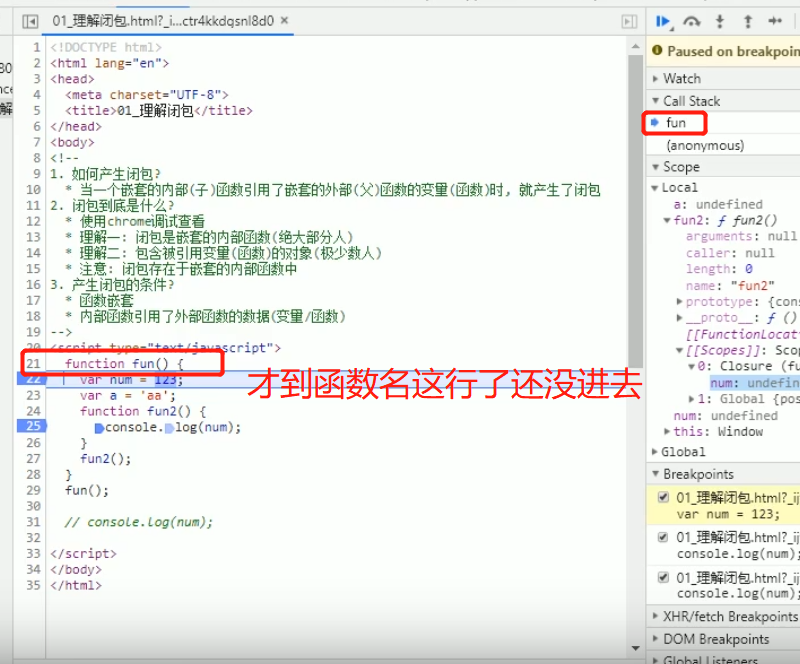 01_理解闭包.html?_i...ctr4kkdqsnl8d0 ×
1 <!DOCTYPE html>
2 <html lang="en">
3 <head>
4 <meta charset="UTF-8">
5 <title>01_理解闭包</title>
6 </head>
7 <body>
8 <!--
9 1. 如何产生闭包?
10 * 当一个嵌套的内部(子)函数引用了嵌套的外部(父)函数的变量(函数)时, 就产生了闭包
11 2. 闭包到底是什么?
12 * 使用chrome调试查看
13 * 理解一: 闭包是嵌套的内部函数(绝大部分人)
14 * 理解二: 包含被引用变量(函数)的对象(极少数人)
15 * 注意: 闭包存在于嵌套的内部函数中
16 3. 产生闭包的条件?
17 * 函数嵌套
18 * 内部函数引用了外部函数的数据(变量/函数)
19 -->
20 <script type="text/javascript">
21 function fun() {
22 var num = 123;
23 var a = 'aa';
24 function fun2() {
25 console.log(num);
26 }
27 fun2();
28 }
29 fun();
30
31 // console.log(num);
32
33 </script>
34 </body>
35 </html>
才到函数名这行了还没进去
Paused on breakpoin
Watch
Call Stack
fun
(anonymous)
Scope
Local
a: undefined
fun2: ƒ fun2()
arguments: null
caller: null
length: 0
name: "fun2"
prototype: {cons
__proto__: ƒ ()
[[FunctionLocat
[[Scopes]]: Scop
0: Closure (fu
num: undefin
1: Global {pos
num: undefined
this: Window
Global
Breakpoints
01_理解闭包.html?_ij
var num = 123;
01_理解闭包.html?_ij
console.log(num);
01_理解闭包.html?_ij
console.log(num);
XHR/fetch Breakpoints
DOM Breakpoints
Global Listeners